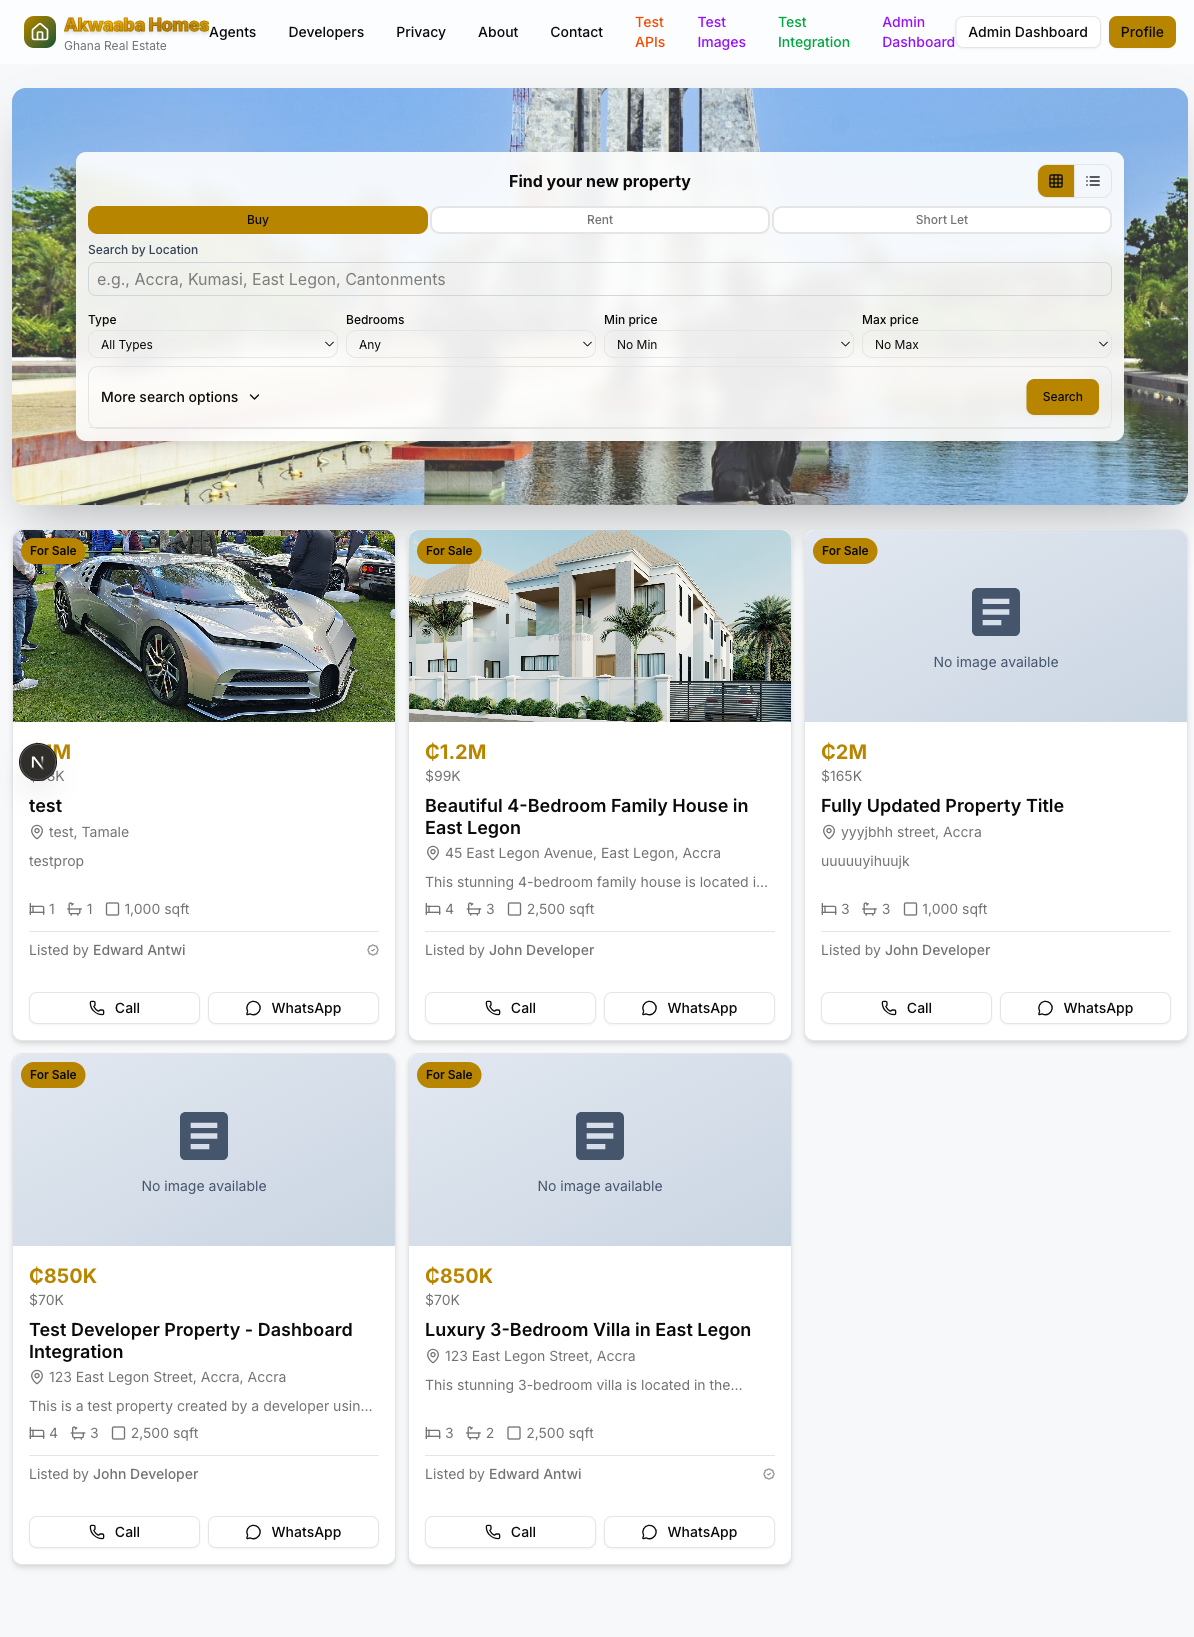 Akwaaba Homes
Ghana Real Estate
Agents
Developers
Privacy
About
Contact
Test
APIs
Test
Images
Test
Integration
Admin
Dashboard
Admin Dashboard
Profile
Find your new property
Buy
Rent
Short Let
Search by Location
e.g., Accra, Kumasi, East Legon, Cantonments
Type
Bedrooms
Min price
Max price
All Types
Any
No Min
No Max
More search options
Search
For Sale
N
M
K
test
test, Tamale
testprop
1 1 1,000 sqft
Listed by Edward Antwi
Call
WhatsApp
For Sale
₵1.2M
$99K
Beautiful 4-Bedroom Family House in
East Legon
45 East Legon Avenue, East Legon, Accra
This stunning 4-bedroom family house is located i...
4 3 2,500 sqft
Listed by John Developer
Call
WhatsApp
For Sale
No image available
₵2M
$165K
Fully Updated Property Title
yyyjbhh street, Accra
uuuuuyihuujk
3 3 1,000 sqft
Listed by John Developer
Call
WhatsApp
For Sale
No image available
₵850K
$70K
Test Developer Property - Dashboard
Integration
123 East Legon Street, Accra, Accra
This is a test property created by a developer usin...
4 3 2,500 sqft
Listed by John Developer
Call
WhatsApp
For Sale
No image available
₵850K
$70K
Luxury 3-Bedroom Villa in East Legon
123 East Legon Street, Accra
This stunning 3-bedroom villa is located in the...
3 2 2,500 sqft
Listed by Edward Antwi
Call
WhatsApp